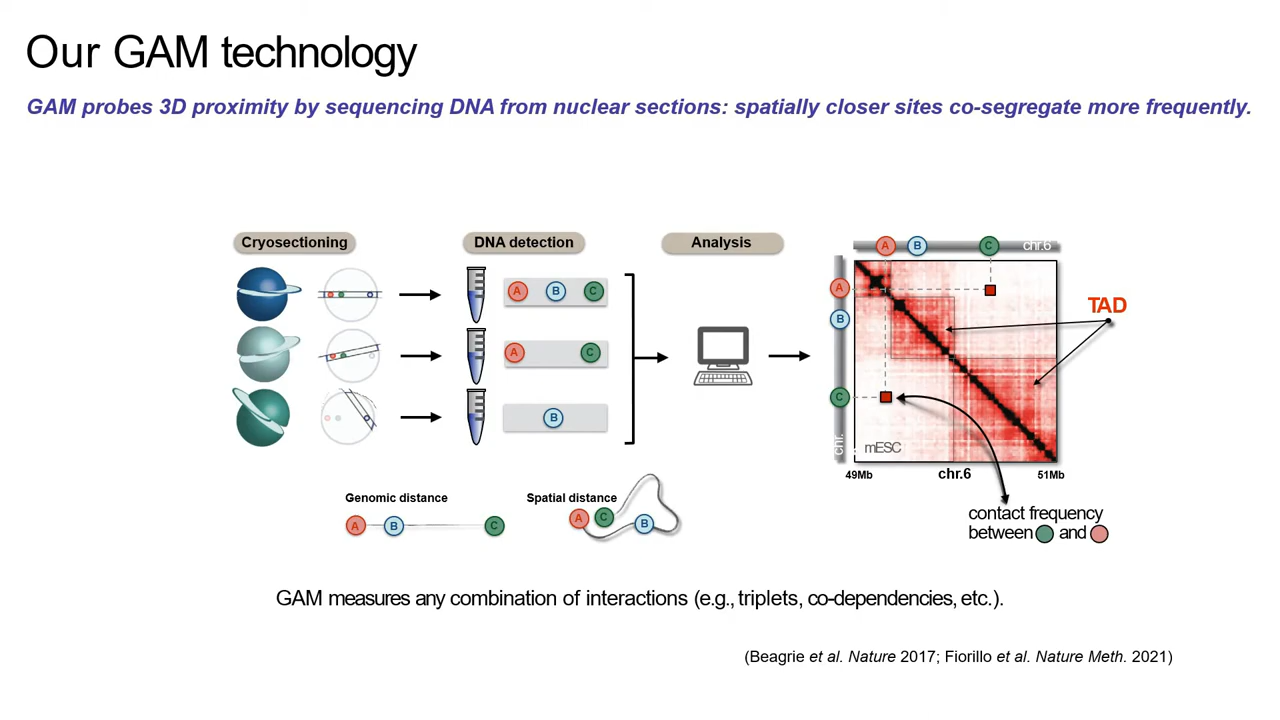 Our GAM technology
GAM probes 3D proximity by sequencing DNA from nuclear sections: spatially closer sites co-segregate more frequently.
Cryosectioning
DNA detection
Analysis
A B C
A C
B
A B C chr.6
A
B
C
chr.
TAD
mESC
49Mb chr.6 51Mb
Genomic distance
A B C
Spatial distance
A C B
contact frequency
between and
GAM measures any combination of interactions (e.g., triplets, co-dependencies, etc.).
(Beagrie et al. Nature 2017; Fiorillo et al. Nature Meth. 2021)